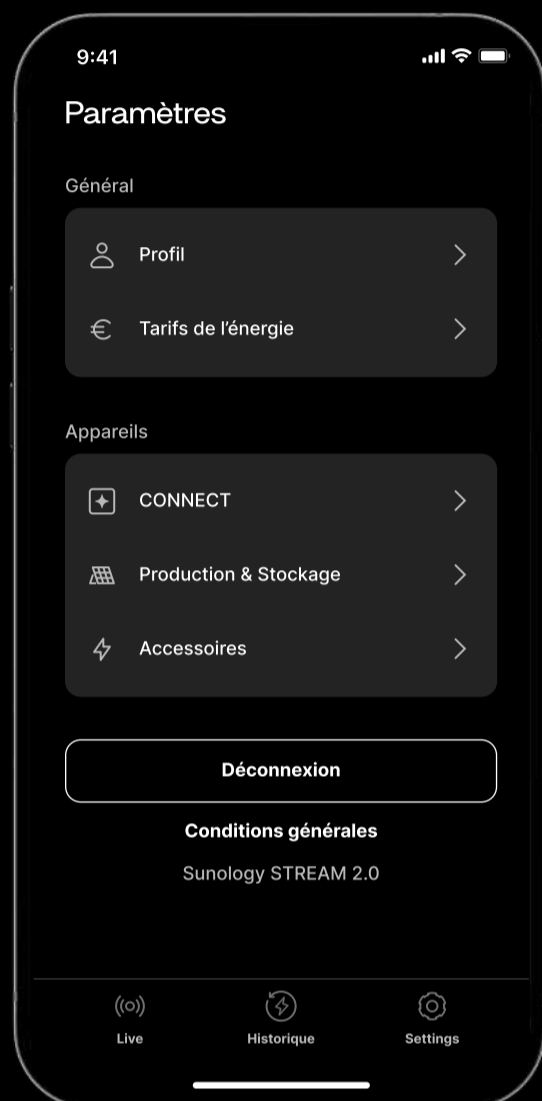 9:41
Paramètres
Général
Profil
Tarifs de l’énergie
Appareils
CONNECT
Production & Stockage
Accessoires
Déconnexion
Conditions générales
Sunology STREAM 2.0
Live
Historique
Settings